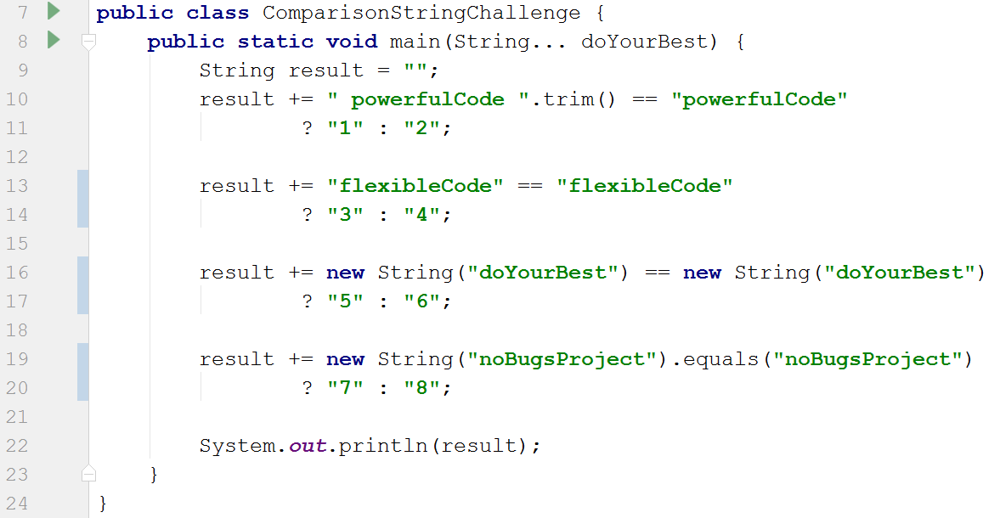 7 public class ComparisonStringChallenge {
8 public static void main(String... doYourBest) {
9 String result = "";
10 result += " powerfulCode ".trim() == "powerfulCode"
11 ? "1" : "2";
12
13 result += "flexibleCode" == "flexibleCode"
14 ? "3" : "4";
15
16 result += new String("doYourBest") == new String("doYourBest")
17 ? "5" : "6";
18
19 result += new String("noBugsProject").equals("noBugsProject")
20 ? "7" : "8";
21
22 System.out.println(result);
23 }
24 }